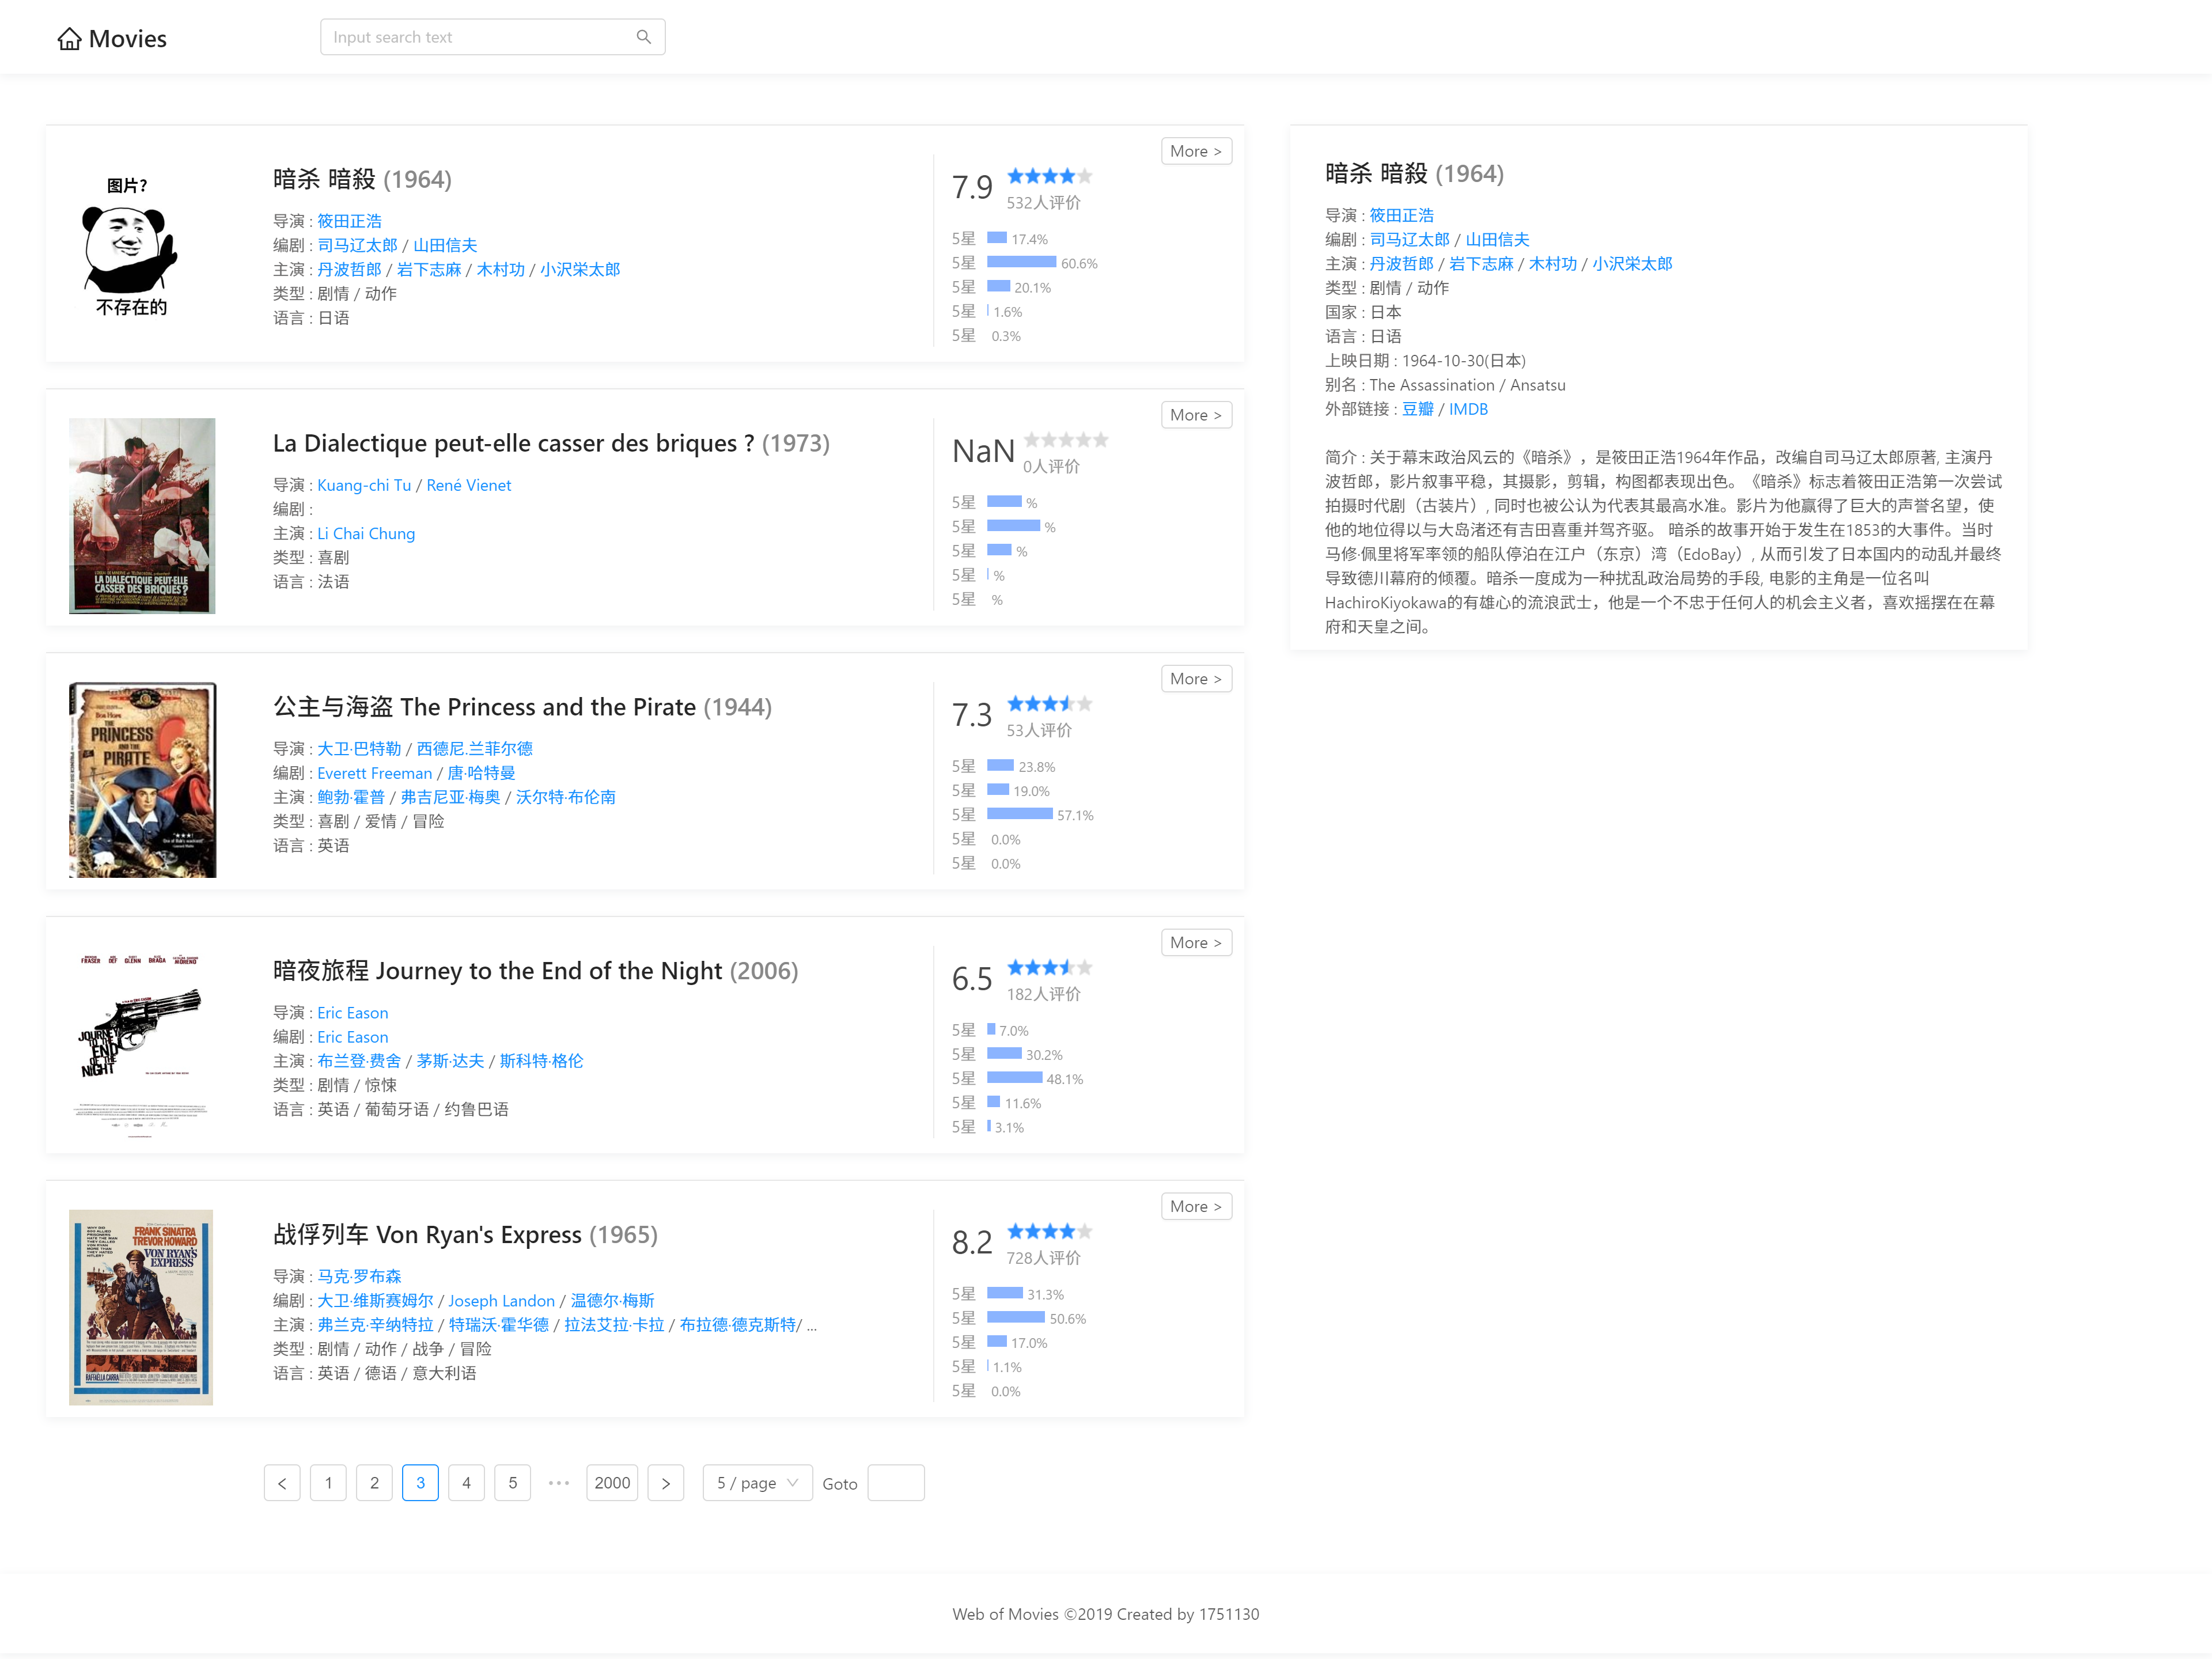 Movies
Input search text
More >
图片?
不存在的
暗杀 暗殺 (1964)
导演 : 筱田正浩
编剧 : 司马辽太郎 / 山田信夫
主演 : 丹波哲郎 / 岩下志麻 / 木村功 / 小沢栄太郎
类型 : 剧情 / 动作
语言 : 日语
7.9
532人评价
5星 17.4%
5星 60.6%
5星 20.1%
5星 1.6%
5星 0.3%
More >
LA DIALECTIQUE PEUT-ELLE
CASSER DES BRIQUES ?
La Dialectique peut-elle casser des briques ? (1973)
导演 : Kuang-chi Tu / René Vienet
编剧 :
主演 : Li Chai Chung
类型 : 喜剧
语言 : 法语
NaN
0人评价
5星 %
5星 %
5星 %
5星 %
5星 %
More >
BOB HOPE
THE
PRINCESS
AND THE
PIRATE
公主与海盗 The Princess and the Pirate (1944)
导演 : 大卫·巴特勒 / 西德尼.兰菲尔德
编剧 : Everett Freeman / 唐·哈特曼
主演 : 鲍勃·霍普 / 弗吉尼亚·梅奥 / 沃尔特·布伦南
类型 : 喜剧 / 爱情 / 冒险
语言 : 英语
7.3
53人评价
5星 23.8%
5星 19.0%
5星 57.1%
5星 0.0%
5星 0.0%
More >
FRASER DEF GLENN BRAGA MORENO
JOURNEY
TO THE
END
OF THE
NIGHT
暗夜旅程 Journey to the End of the Night (2006)
导演 : Eric Eason
编剧 : Eric Eason
主演 : 布兰登·费舍 / 茅斯·达夫 / 斯科特·格伦
类型 : 剧情 / 惊悚
语言 : 英语 / 葡萄牙语 / 约鲁巴语
6.5
182人评价
5星 7.0%
5星 30.2%
5星 48.1%
5星 11.6%
5星 3.1%
More >
FRANK SINATRA
TREVOR HOWARD
VON RYAN'S
EXPRESS
RAFFAELLA CARRA
战俘列车 Von Ryan's Express (1965)
导演 : 马克·罗布森
编剧 : 大卫·维斯赛姆尔 / Joseph Landon / 温德尔·梅斯
主演 : 弗兰克·辛纳特拉 / 特瑞沃·霍华德 / 拉法艾拉·卡拉 / 布拉德·德克斯特/ ...
类型 : 剧情 / 动作 / 战争 / 冒险
语言 : 英语 / 德语 / 意大利语
8.2
728人评价
5星 31.3%
5星 50.6%
5星 17.0%
5星 1.1%
5星 0.0%
< 1 2 3 4 5 ••• 2000 > 5 / page Goto
暗杀 暗殺 (1964)
导演 : 筱田正浩
编剧 : 司马辽太郎 / 山田信夫
主演 : 丹波哲郎 / 岩下志麻 / 木村功 / 小沢栄太郎
类型 : 剧情 / 动作
国家 : 日本
语言 : 日语
上映日期 : 1964-10-30(日本)
别名 : The Assassination / Ansatsu
外部链接 : 豆瓣 / IMDB
简介 : 关于幕末政治风云的《暗杀》，是筱田正浩1964年作品，改编自司马辽太郎原著, 主演丹
波哲郎，影片叙事平稳，其摄影，剪辑，构图都表现出色。《暗杀》标志着筱田正浩第一次尝试
拍摄时代剧（古装片）, 同时也被公认为代表其最高水准。影片为他赢得了巨大的声誉名望，使
他的地位得以与大岛渚还有吉田喜重并驾齐驱。 暗杀的故事开始于发生在1853的大事件。当时
马修·佩里将军率领的船队停泊在江户（东京）湾（EdoBay）, 从而引发了日本国内的动乱并最终
导致德川幕府的倾覆。暗杀一度成为一种扰乱政治局势的手段, 电影的主角是一位名叫
HachiroKiyokawa的有雄心的流浪武士，他是一个不忠于任何人的机会主义者，喜欢摇摆在在幕
府和天皇之间。
Web of Movies ©2019 Created by 1751130